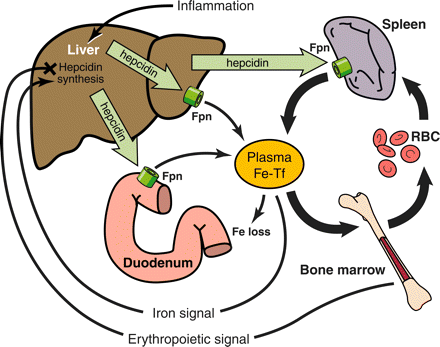 Inflammation
Liver
Hepcidin
synthesis
hepcidin
hepcidin
hepcidin
Fpn
Spleen
Fpn
RBC
Plasma
Fe-Tf
Fpn
Fe loss
Duodenum
Bone marrow
Iron signal
Erythropoietic signal